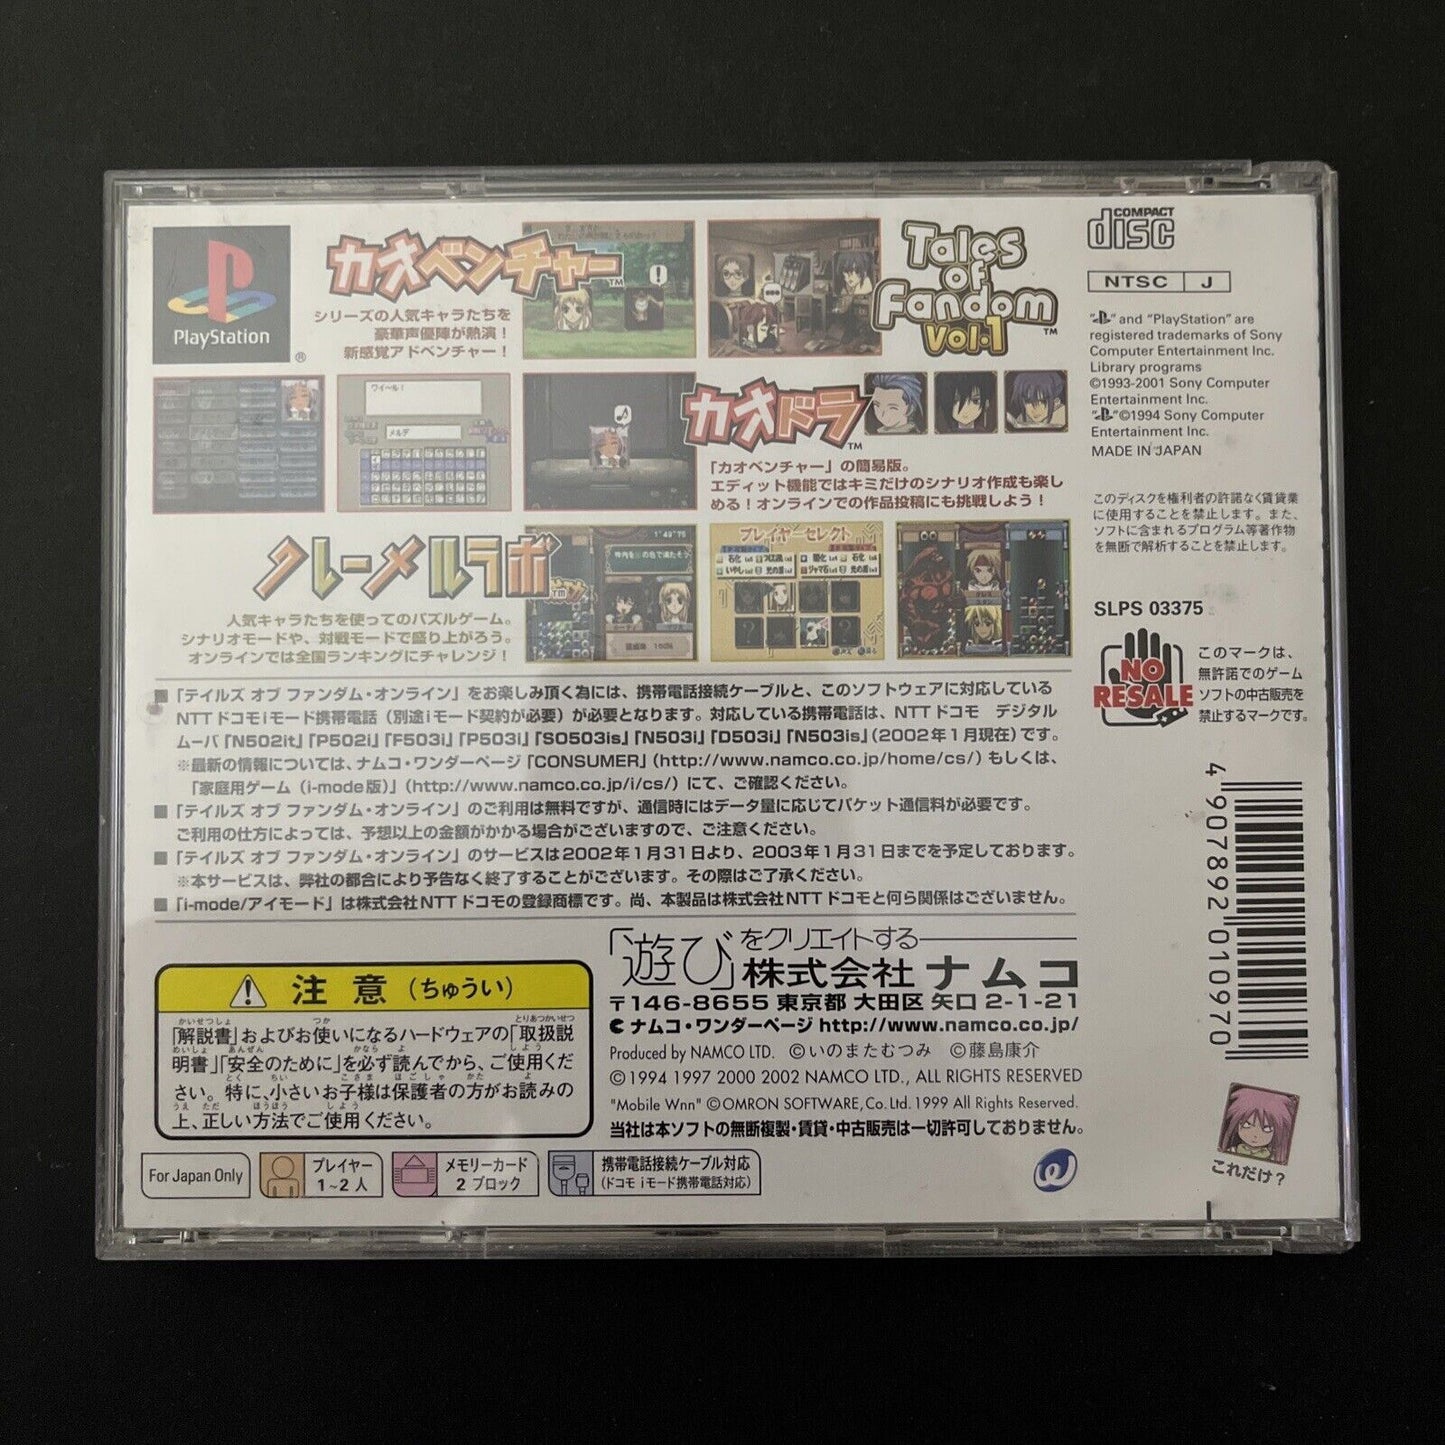 PlayStation
®
カオベンチャー™
シリーズの人気キャラたちを
豪華声優陣が熱演！
新感覚アドベンチャー！
Tales
of
Fandom
Vol.1™
COMPACT
disc
NTSC J
"PS" and "PlayStation" are
registered trademarks of Sony
Computer Entertainment Inc.
Library programs
©1993-2001 Sony Computer
Entertainment Inc.
"PS"©1994 Sony Computer
Entertainment Inc.
MADE IN JAPAN
ワイ〜ル！
メルデ
カオドラ™
「カオベンチャー」の簡易版。
エディット機能ではキミだけのシナリオ作成も楽し
める！オンラインでの作品投稿にも挑戦しよう！
このディスクを権利者の許諾なく賃貸業
に使用することを禁止します。また、
ソフトに含まれるプログラム等著作物
を無断で解析することを禁止します。
クレーメルラボ™
人気キャラたちを使ってのパズルゲーム。
シナリオモードや、対戦モードで盛り上がろう。
オンラインでは全国ランキングにチャレンジ！
1'49"75
プレイヤーセレクト
SLPS 03375
NO
RESALE
このマークは、
無許諾でのゲーム
ソフトの中古販売を
禁止するマークです。
■「テイルズ オブ ファンダム・オンライン」をお楽しみ頂く為には、携帯電話接続ケーブルと、このソフトウェアに対応している
NTTドコモiモード携帯電話（別途iモード契約が必要）が必要となります。対応している携帯電話は、NTTドコモ デジタル
ムーバ「N502it」「P502i」「F503i」「P503i」「SO503is」「N503i」「D503i」「N503is」（2002年1月現在）です。
※最新の情報については、ナムコ・ワンダーページ「CONSUMER」（http://www.namco.co.jp/home/cs/）もしくは、
「家庭用ゲーム（i-mode版）」（http://www.namco.co.jp/i/cs/）にて、ご確認ください。
■「テイルズ オブ ファンダム・オンライン」のご利用は無料ですが、通信時にはデータ量に応じてパケット通信料が必要です。
ご利用の仕方によっては、予想以上の金額がかかる場合がございますので、ご注意ください。
■「テイルズ オブ ファンダム・オンライン」のサービスは2002年1月31日より、2003年1月31日までを予定しております。
※本サービスは、弊社の都合により予告なく終了することがございます。その際はご了承ください。
■「i-mode/アイモード」は株式会社NTTドコモの登録商標です。尚、本製品は株式会社NTTドコモと何ら関係はございません。
4 907892 010970
注意（ちゅうい）
「解説書」およびお使いになるハードウェアの「取扱説
明書」「安全のために」を必ず読んでから、ご使用くだ
さい。特に、小さいお子様は保護者の方がお読みの
上、正しい方法でご使用ください。
「遊び」をクリエイトする
株式会社ナムコ
〒146-8655 東京都 大田区 矢口 2-1-21
ナムコ・ワンダーページ http://www.namco.co.jp/
Produced by NAMCO LTD. ©いのまたむつみ ©藤島康介
©1994 1997 2000 2002 NAMCO LTD., ALL RIGHTS RESERVED
"Mobile Wnn" ©OMRON SOFTWARE,Co.Ltd.1999 All Rights Reserved.
当社は本ソフトの無断複製・賃貸・中古販売は一切許可しておりません。
これだけ？
For Japan Only
プレイヤー
1〜2人
メモリーカード
2ブロック
携帯電話接続ケーブル対応
（ドコモ iモード携帯電話対応）